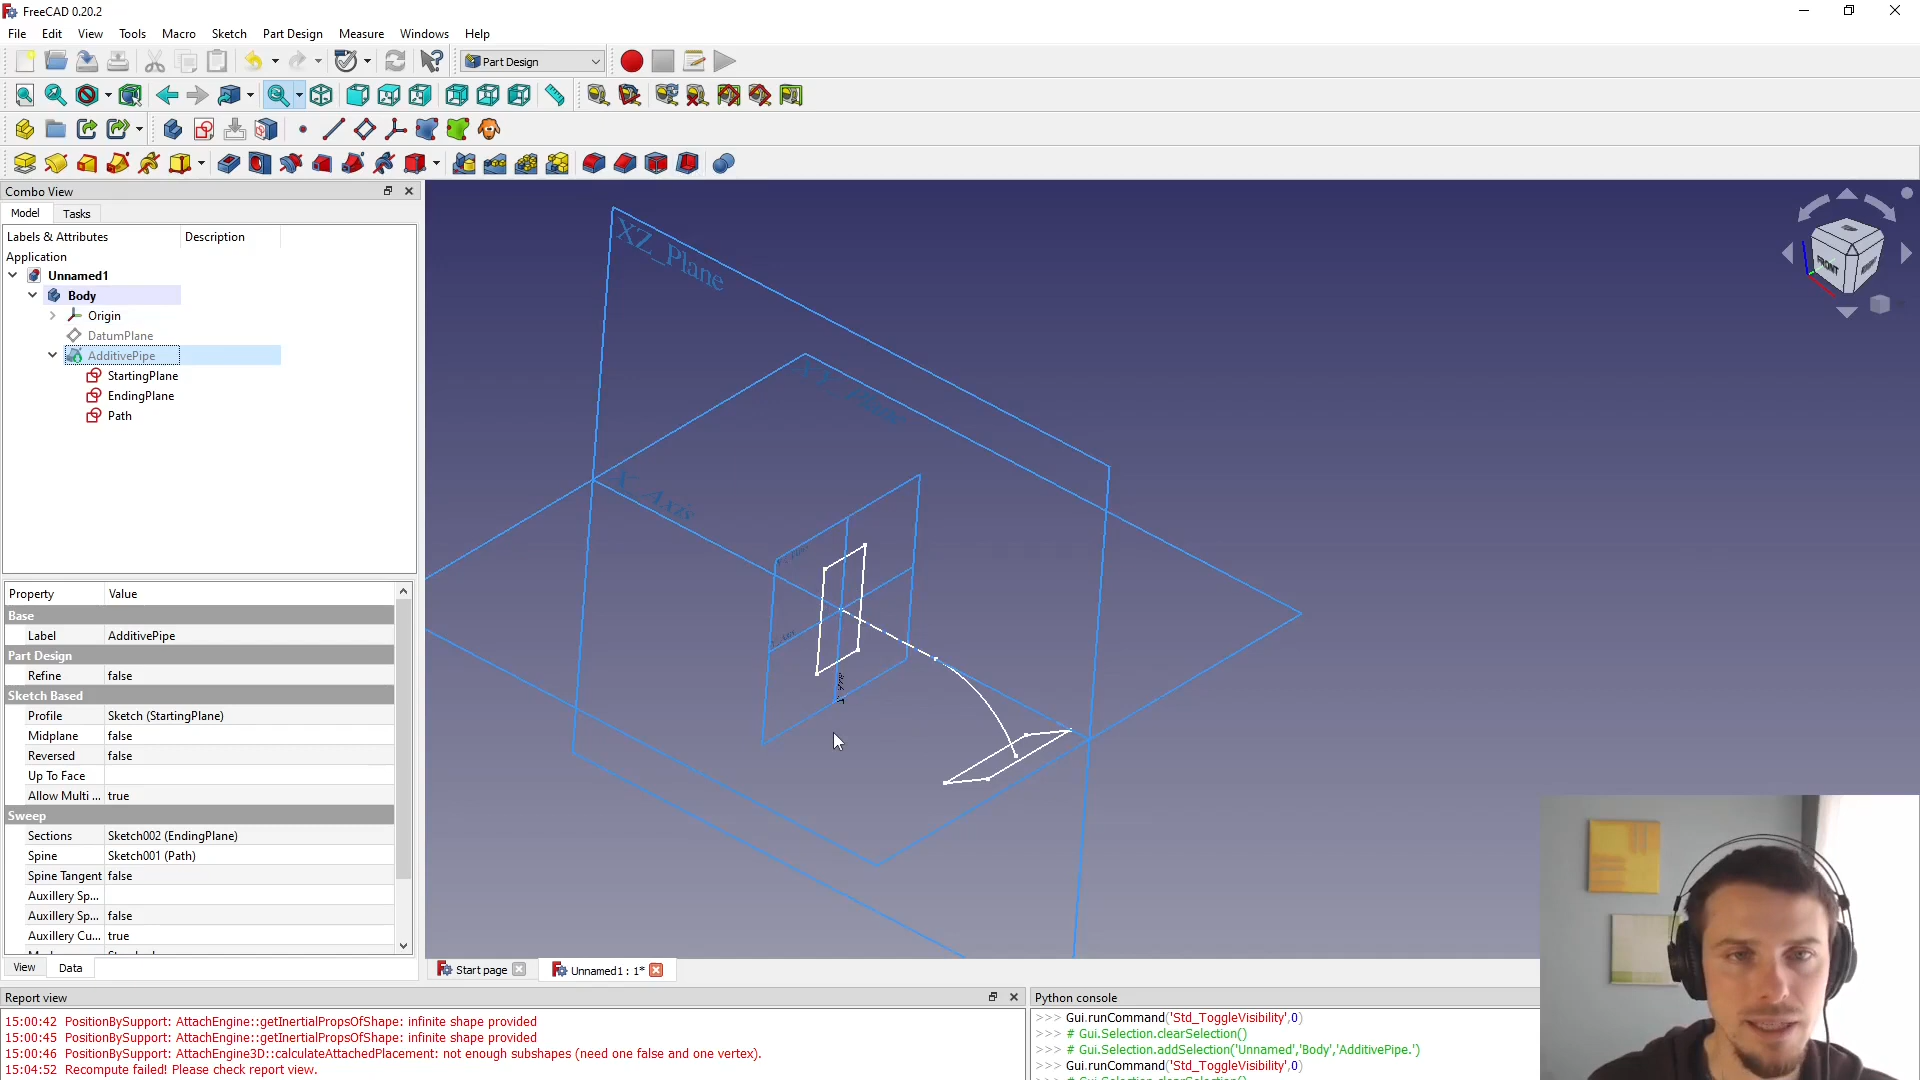 FreeCAD 0.20.2
File Edit View Tools Macro Sketch Part Design Measure Windows Help
Part Design
Combo View
Model Tasks
Labels & Attributes Description
Application
Unnamed1
Body
Origin
DatumPlane
AdditivePipe
StartingPlane
EndingPlane
Path
Property Value
Base
Label AdditivePipe
Part Design
Refine false
Sketch Based
Profile Sketch (StartingPlane)
Midplane false
Reversed false
Up To Face
Allow Multi ... true
Sweep
Sections Sketch002 (EndingPlane)
Spine Sketch001 (Path)
Spine Tangent false
Auxillery Sp...
Auxillery Sp... false
Auxillery Cu... true
View Data
XZ_Plane
XY_Plane
X_Axis
FRONT
Start page
Unnamed1 : 1*
Report view
15:00:42 PositionBySupport: AttachEngine::getInertialPropsOfShape: infinite shape provided
15:00:45 PositionBySupport: AttachEngine::getInertialPropsOfShape: infinite shape provided
15:00:46 PositionBySupport: AttachEngine3D::calculateAttachedPlacement: not enough subshapes (need one false and one vertex).
15:04:52 Recompute failed! Please check report view.
Python console
>>> Gui.runCommand('Std_ToggleVisibility',0)
>>> # Gui.Selection.clearSelection()
>>> # Gui.Selection.addSelection('Unnamed','Body','AdditivePipe.')
>>> Gui.runCommand('Std_ToggleVisibility',0)
>>> # Gui.Selection.clearSelection()